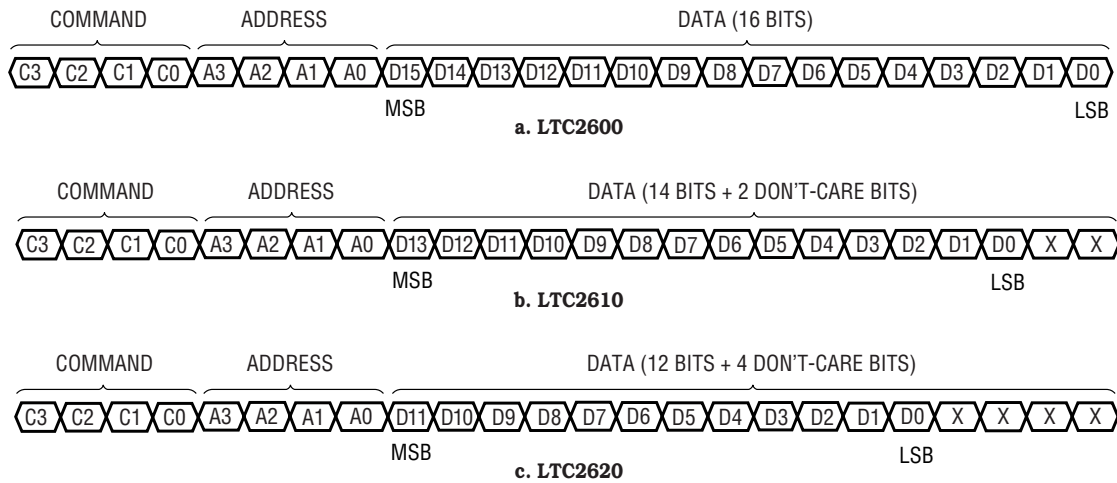 COMMAND ADDRESS DATA (16 BITS)
C3 C2 C1 C0 A3 A2 A1 A0 D15 D14 D13 D12 D11 D10 D9 D8 D7 D6 D5 D4 D3 D2 D1 D0
MSB LSB
a. LTC2600
COMMAND ADDRESS DATA (14 BITS + 2 DON'T-CARE BITS)
C3 C2 C1 C0 A3 A2 A1 A0 D13 D12 D11 D10 D9 D8 D7 D6 D5 D4 D3 D2 D1 D0 X X
MSB LSB
b. LTC2610
COMMAND ADDRESS DATA (12 BITS + 4 DON'T-CARE BITS)
C3 C2 C1 C0 A3 A2 A1 A0 D11 D10 D9 D8 D7 D6 D5 D4 D3 D2 D1 D0 X X X X
MSB LSB
c. LTC2620